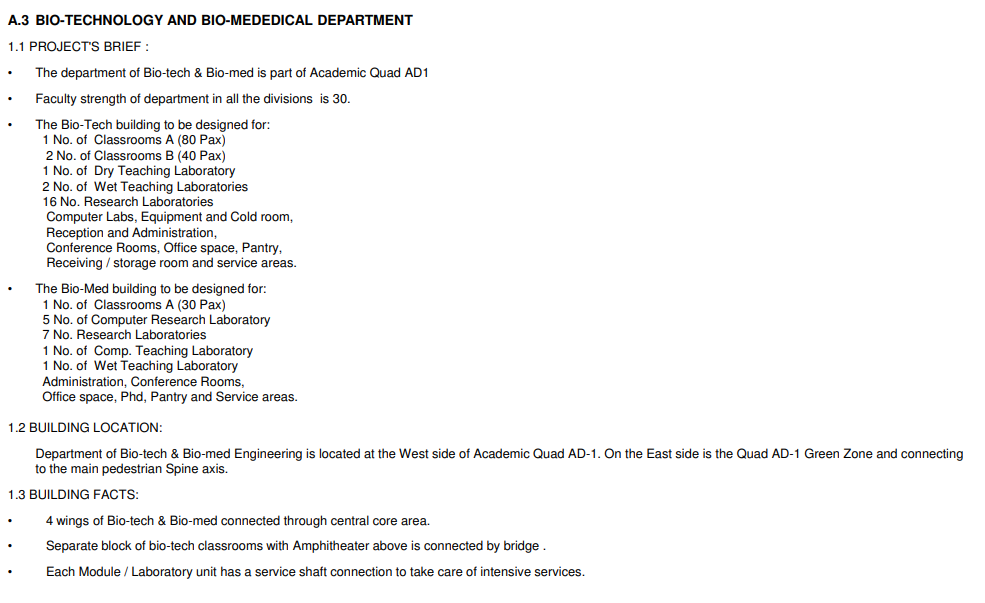 A.3 BIO-TECHNOLOGY AND BIO-MEDEDICAL DEPARTMENT
1.1 PROJECT'S BRIEF :
• The department of Bio-tech & Bio-med is part of Academic Quad AD1
• Faculty strength of department in all the divisions is 30.
• The Bio-Tech building to be designed for:
1 No. of Classrooms A (80 Pax)
2 No. of Classrooms B (40 Pax)
1 No. of Dry Teaching Laboratory
2 No. of Wet Teaching Laboratories
16 No. Research Laboratories
Computer Labs, Equipment and Cold room,
Reception and Administration,
Conference Rooms, Office space, Pantry,
Receiving / storage room and service areas.
• The Bio-Med building to be designed for:
1 No. of Classrooms A (30 Pax)
5 No. of Computer Research Laboratory
7 No. Research Laboratories
1 No. of Comp. Teaching Laboratory
1 No. of Wet Teaching Laboratory
Administration, Conference Rooms,
Office space, Phd, Pantry and Service areas.
1.2 BUILDING LOCATION:
Department of Bio-tech & Bio-med Engineering is located at the West side of Academic Quad AD-1. On the East side is the Quad AD-1 Green Zone and connecting
to the main pedestrian Spine axis.
1.3 BUILDING FACTS:
• 4 wings of Bio-tech & Bio-med connected through central core area.
• Separate block of bio-tech classrooms with Amphitheater above is connected by bridge .
• Each Module / Laboratory unit has a service shaft connection to take care of intensive services.